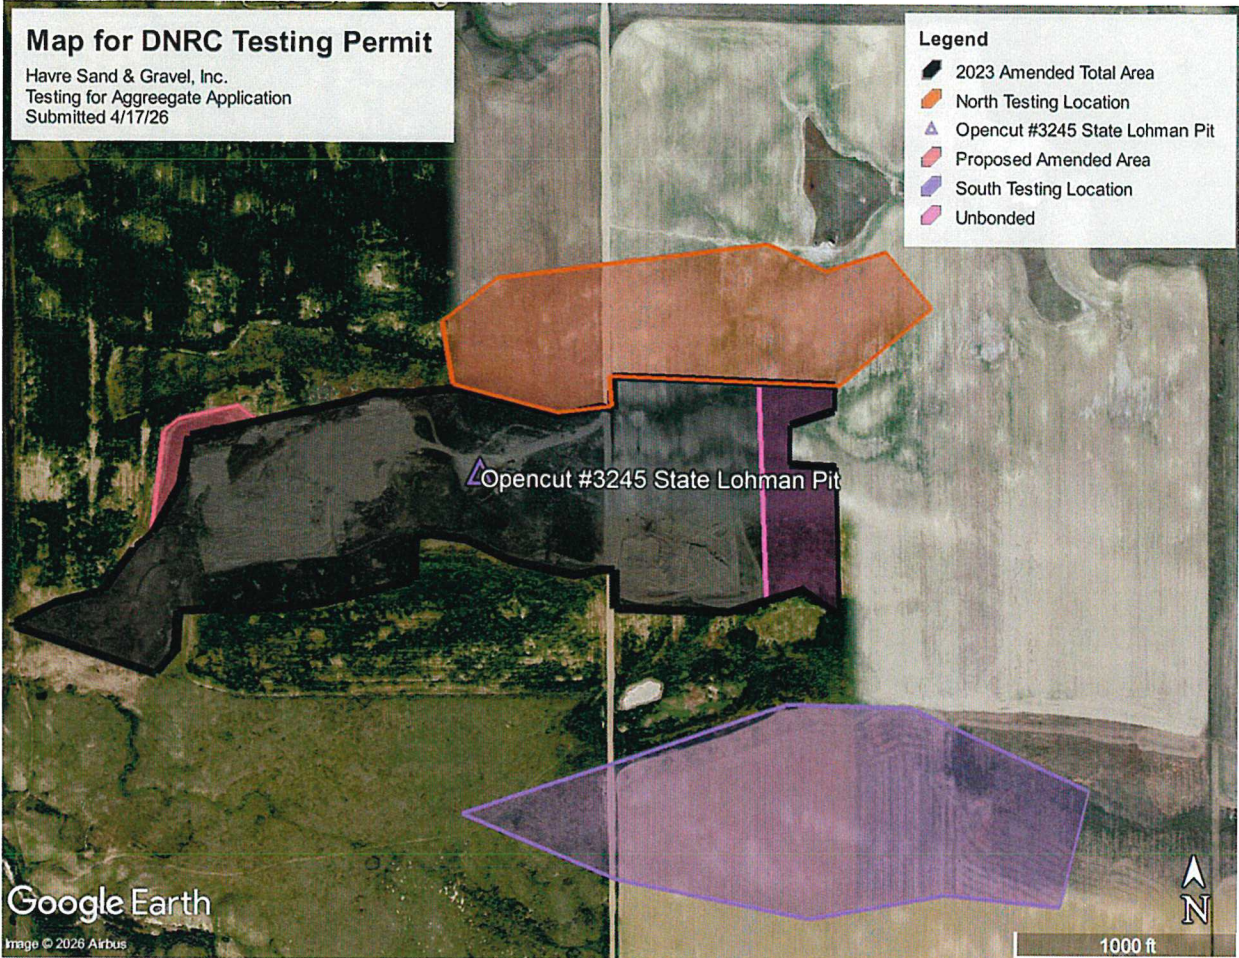 Map for DNRC Testing Permit
Havre Sand & Gravel, Inc.
Testing for Aggreegate Application
Submitted 4/17/26
Legend
2023 Amended Total Area
North Testing Location
Opencut #3245 State Lohman Pit
Proposed Amended Area
South Testing Location
Unbonded
Opencut #3245 State Lohman Pit
Google Earth
Image © 2026 Airbus
N
1000 ft